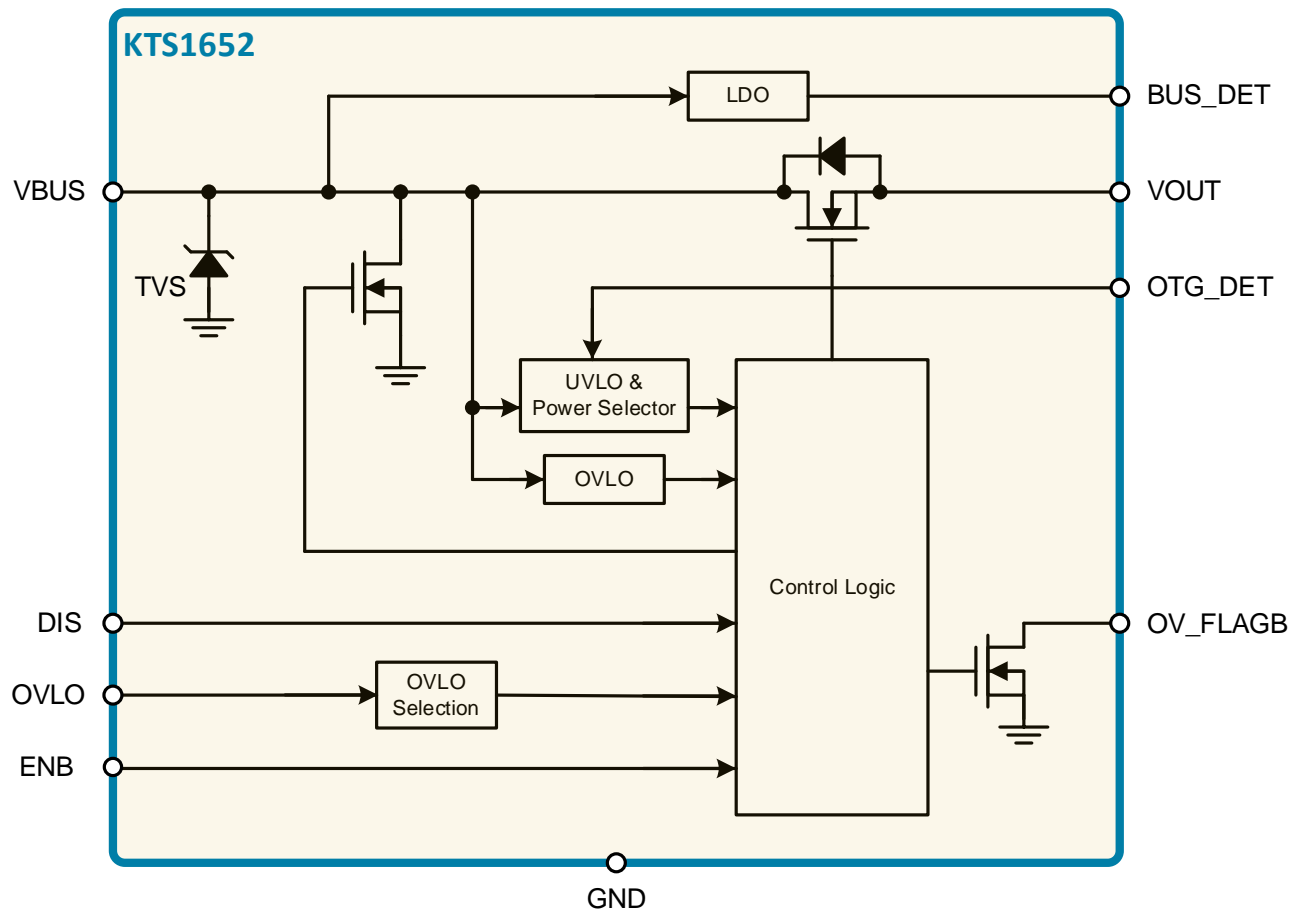 KTS1652
LDO
BUS_DET
VBUS
VOUT
TVS
OTG_DET
UVLO &
Power Selector
OVLO
Control Logic
DIS
OV_FLAGB
OVLO
OVLO
Selection
ENB
GND